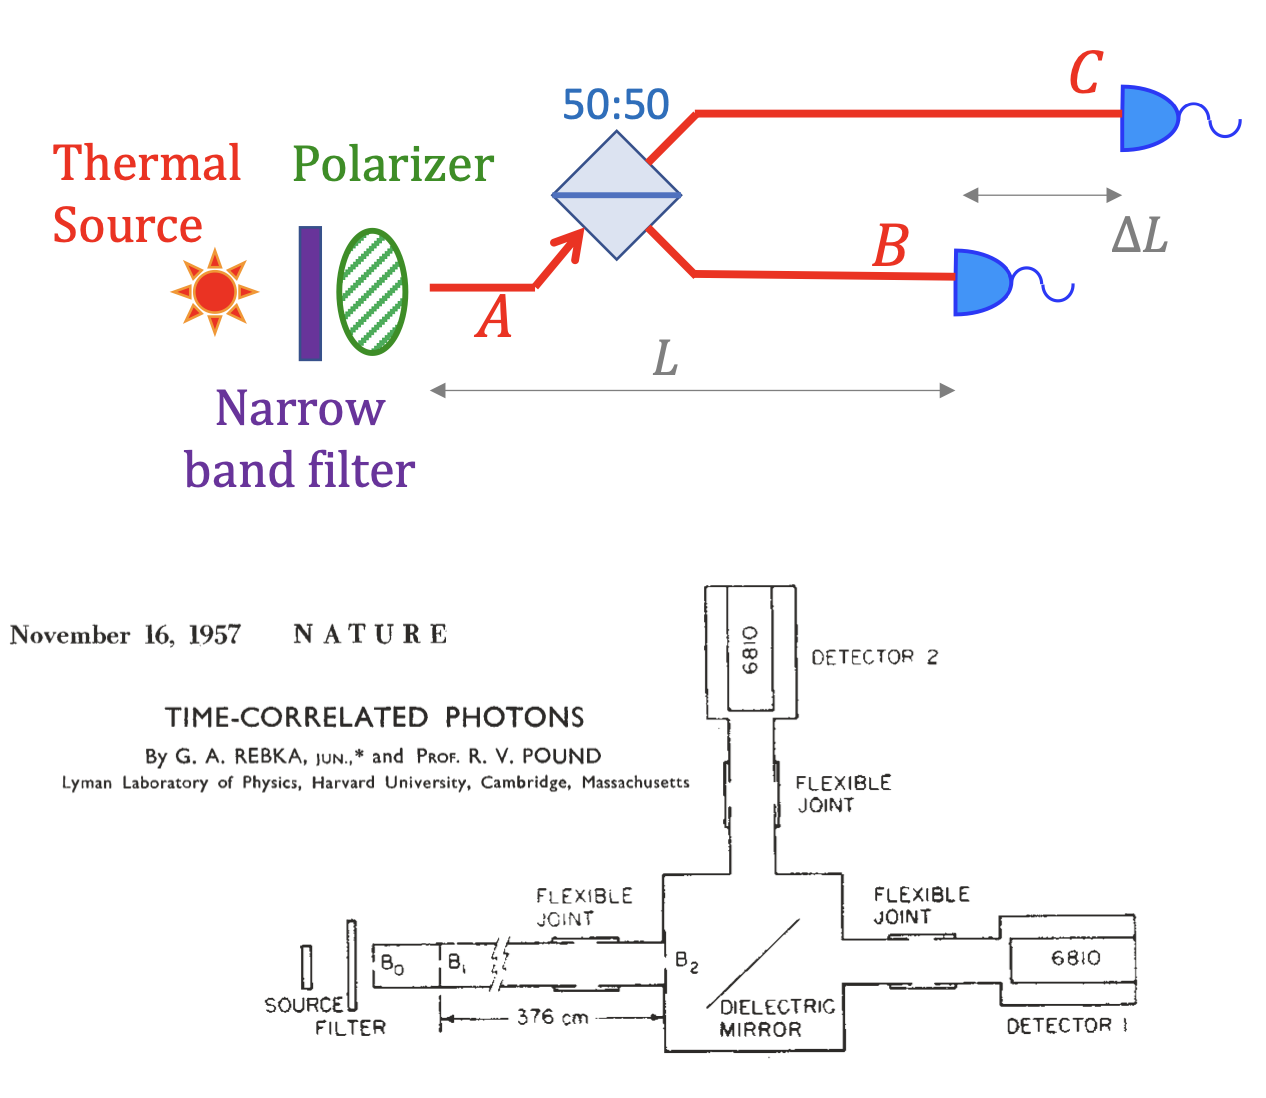 50:50
C
Thermal
Source
Polarizer
ΔL
B
A
L
Narrow
band filter
November 16, 1957 NATURE
TIME-CORRELATED PHOTONS
By G. A. REBKA, JUN.,* and PROF. R. V. POUND
Lyman Laboratory of Physics, Harvard University, Cambridge, Massachusetts
6810
DETECTOR 2
FLEXIBLE
JOINT
FLEXIBLE
JOINT
FLEXIBLE
JOINT
B0
B1
B2
6810
SOURCE
FILTER
376 cm
DIELECTRIC
MIRROR
DETECTOR 1